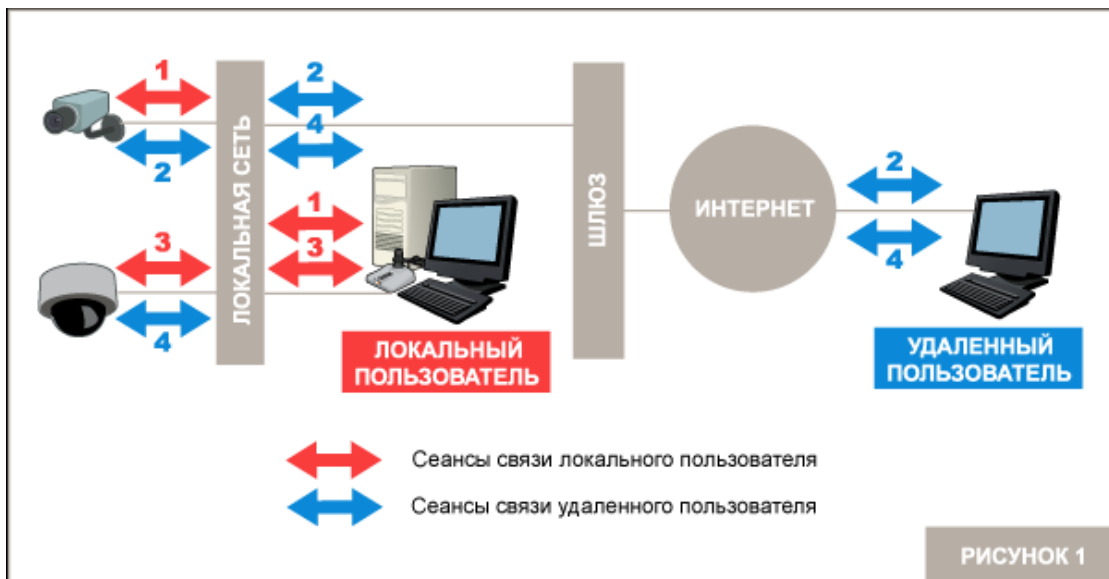 1
2
3
4
ЛОКАЛЬНАЯ СЕТЬ
2
4
1
3
ЛОКАЛЬНЫЙ
ПОЛЬЗОВАТЕЛЬ
ШЛЮЗ
ИНТЕРНЕТ
2
4
УДАЛЕННЫЙ
ПОЛЬЗОВАТЕЛЬ
Сеансы связи локального пользователя
Сеансы связи удаленного пользователя
РИСУНОК 1